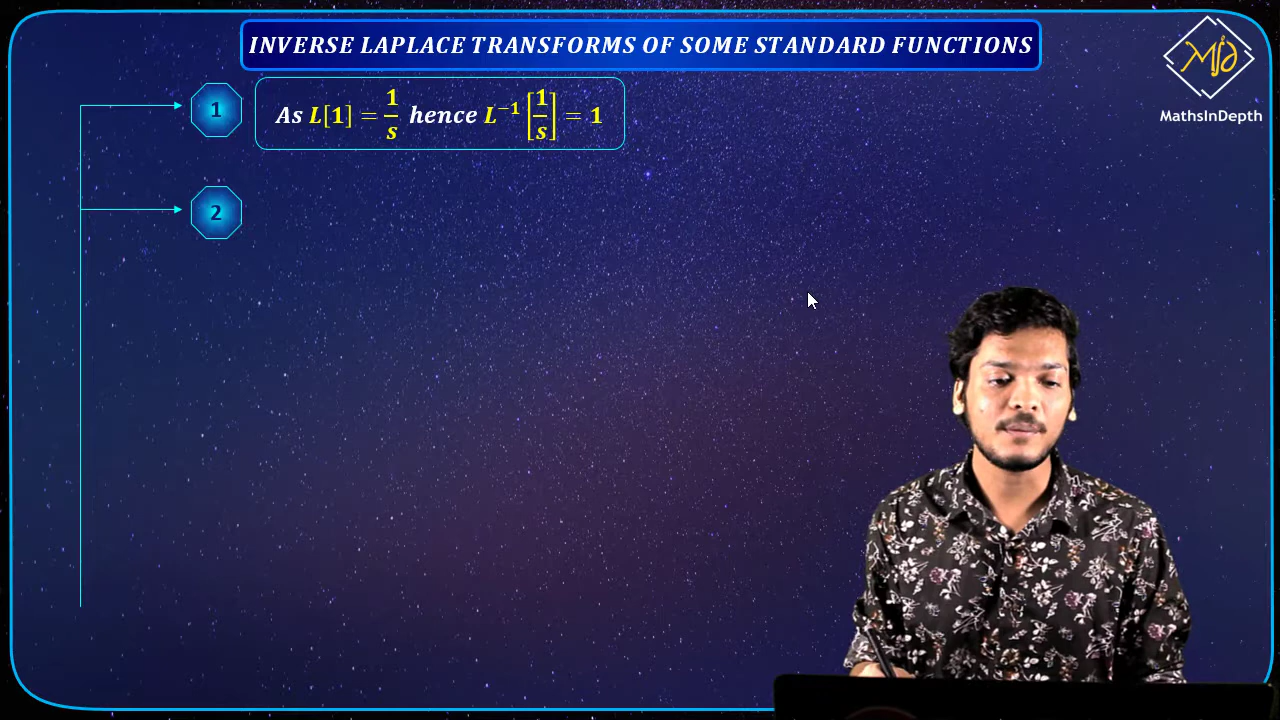 INVERSE LAPLACE TRANSFORMS OF SOME STANDARD FUNCTIONS
MathsInDepth
1 As L[1] = 1/s hence L⁻¹ [1/s] = 1
2